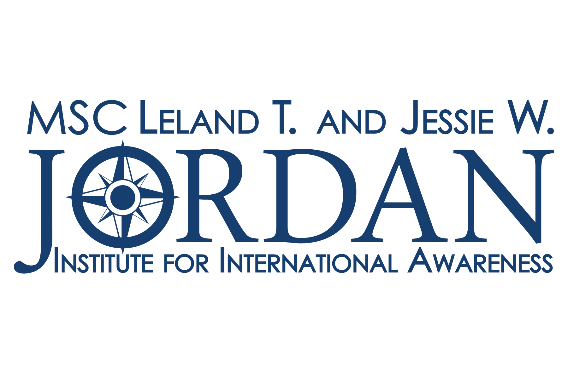 MSC LELAND T. AND JESSIE W.
JORDAN
INSTITUTE FOR INTERNATIONAL AWARENESS